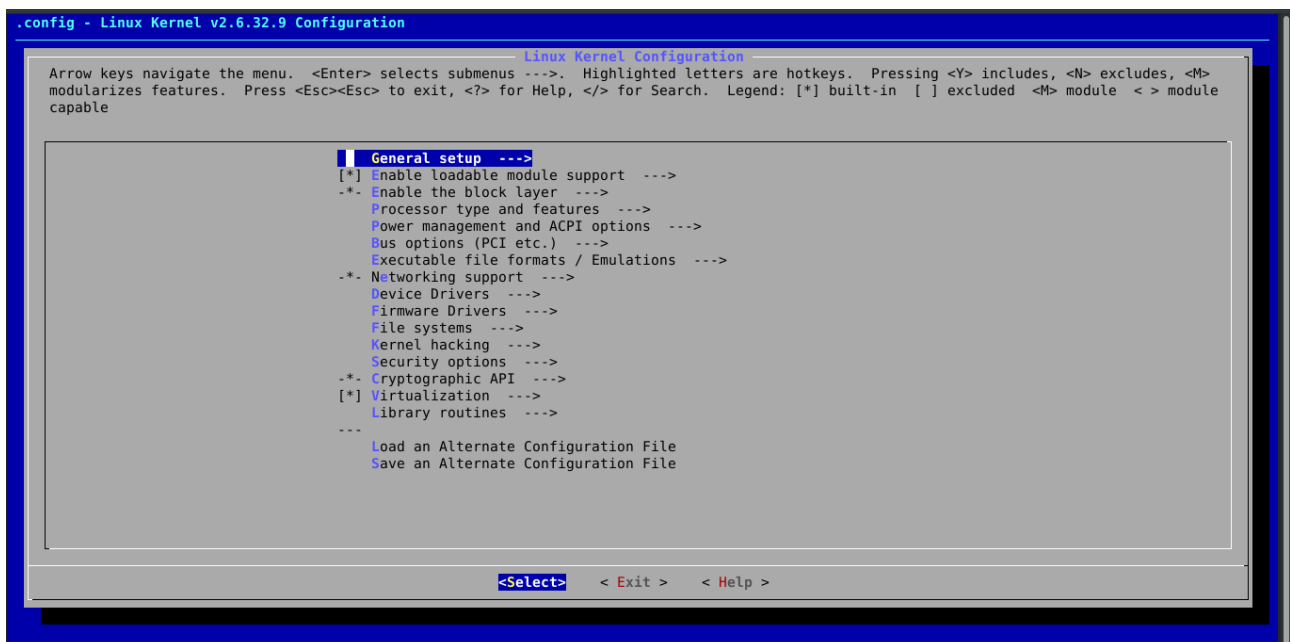 .config - Linux Kernel v2.6.32.9 Configuration
Linux Kernel Configuration
Arrow keys navigate the menu.  <Enter> selects submenus --->.  Highlighted letters are hotkeys.  Pressing <Y> includes, <N> excludes, <M>
modularizes features.  Press <Esc><Esc> to exit, <?> for Help, </> for Search.  Legend: [*] built-in  [ ] excluded  <M> module  < > module
capable
General setup  --->
[*] Enable loadable module support  --->
-*- Enable the block layer  --->
Processor type and features  --->
Power management and ACPI options  --->
Bus options (PCI etc.)  --->
Executable file formats / Emulations  --->
-*- Networking support  --->
Device Drivers  --->
Firmware Drivers  --->
File systems  --->
Kernel hacking  --->
Security options  --->
-*- Cryptographic API  --->
[*] Virtualization  --->
Library routines  --->
---
Load an Alternate Configuration File
Save an Alternate Configuration File
<Select>    < Exit >    < Help >